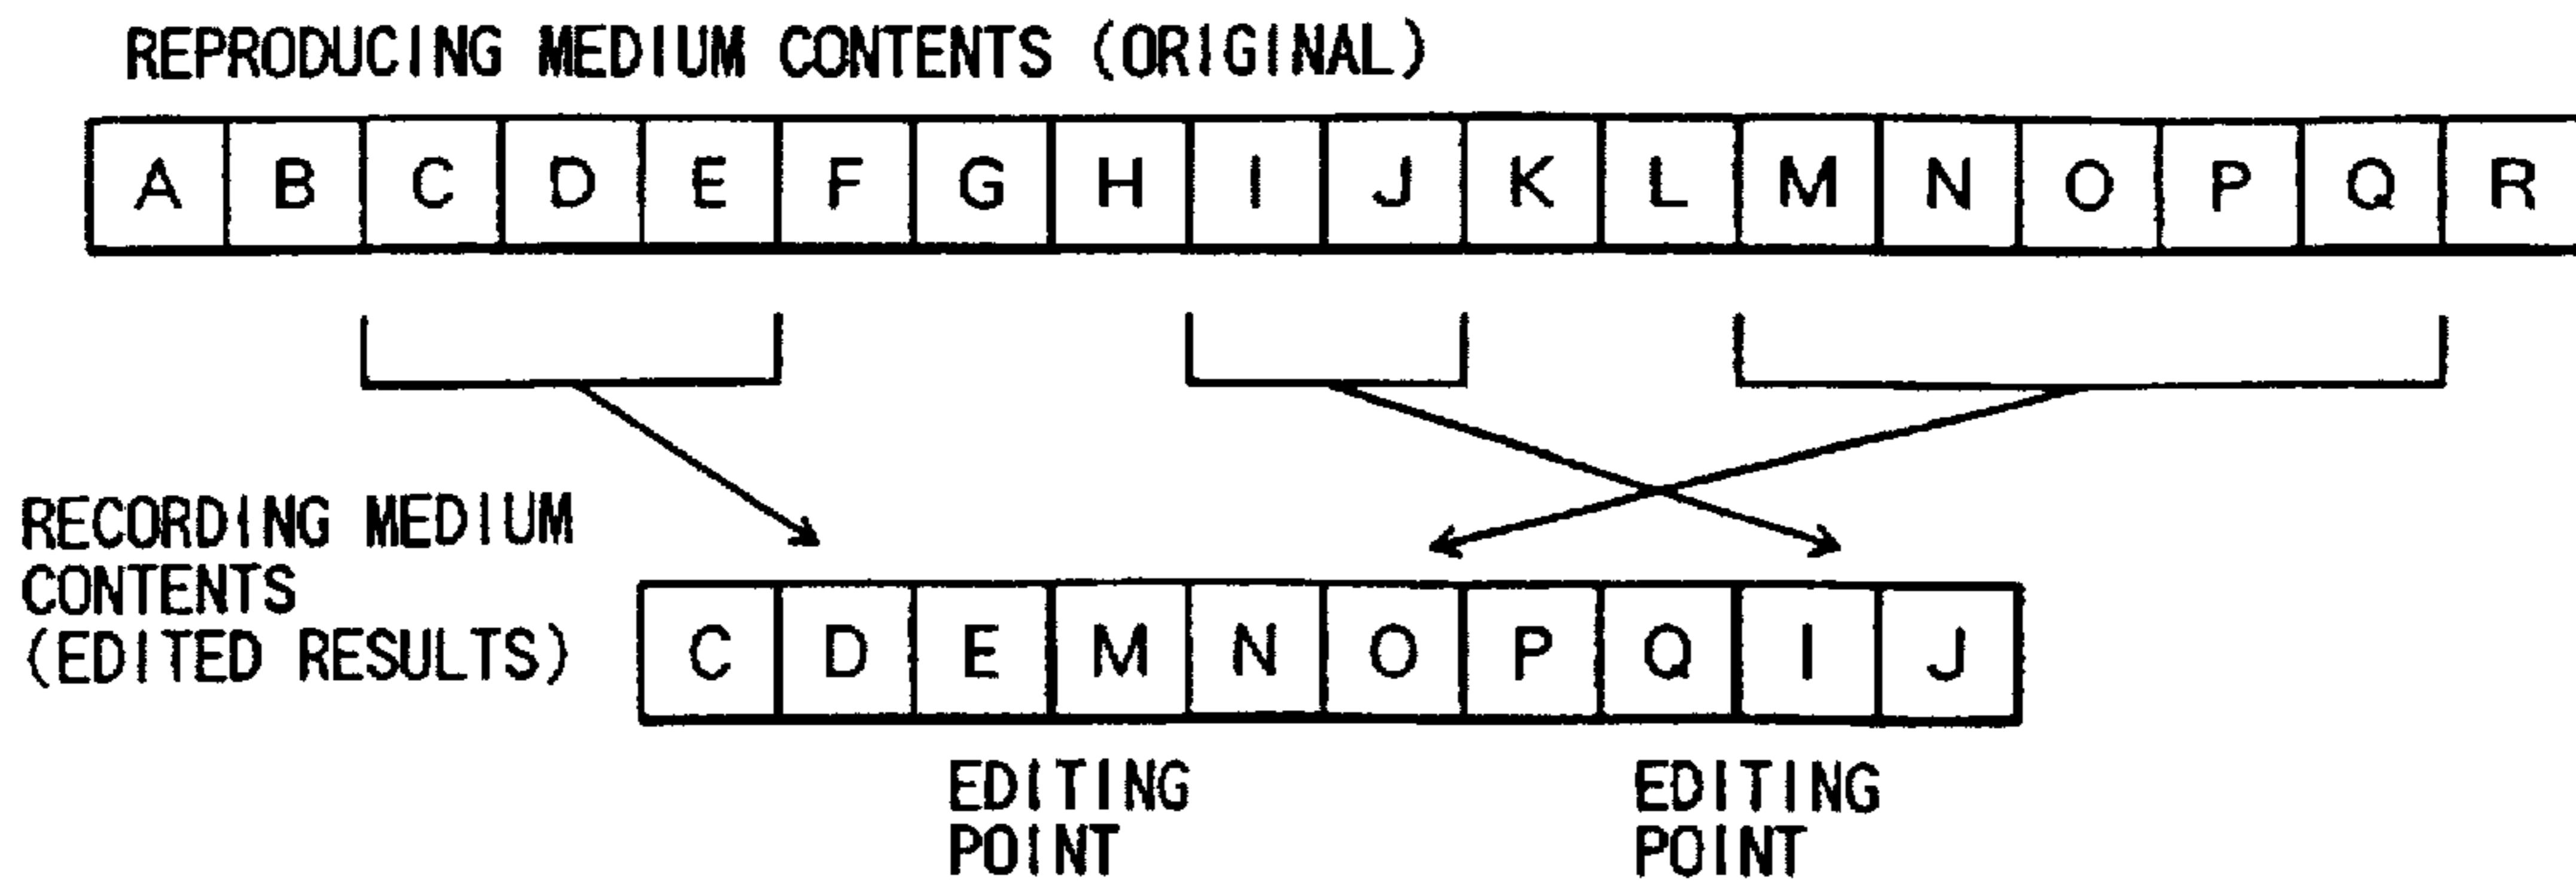 REPRODUCING MEDIUM CONTENTS (ORIGINAL)
A B C D E F G H I J K L M N O P Q R
RECORDING MEDIUM
CONTENTS
(EDITED RESULTS)
C D E M N O P Q I J
EDITING
POINT
EDITING
POINT